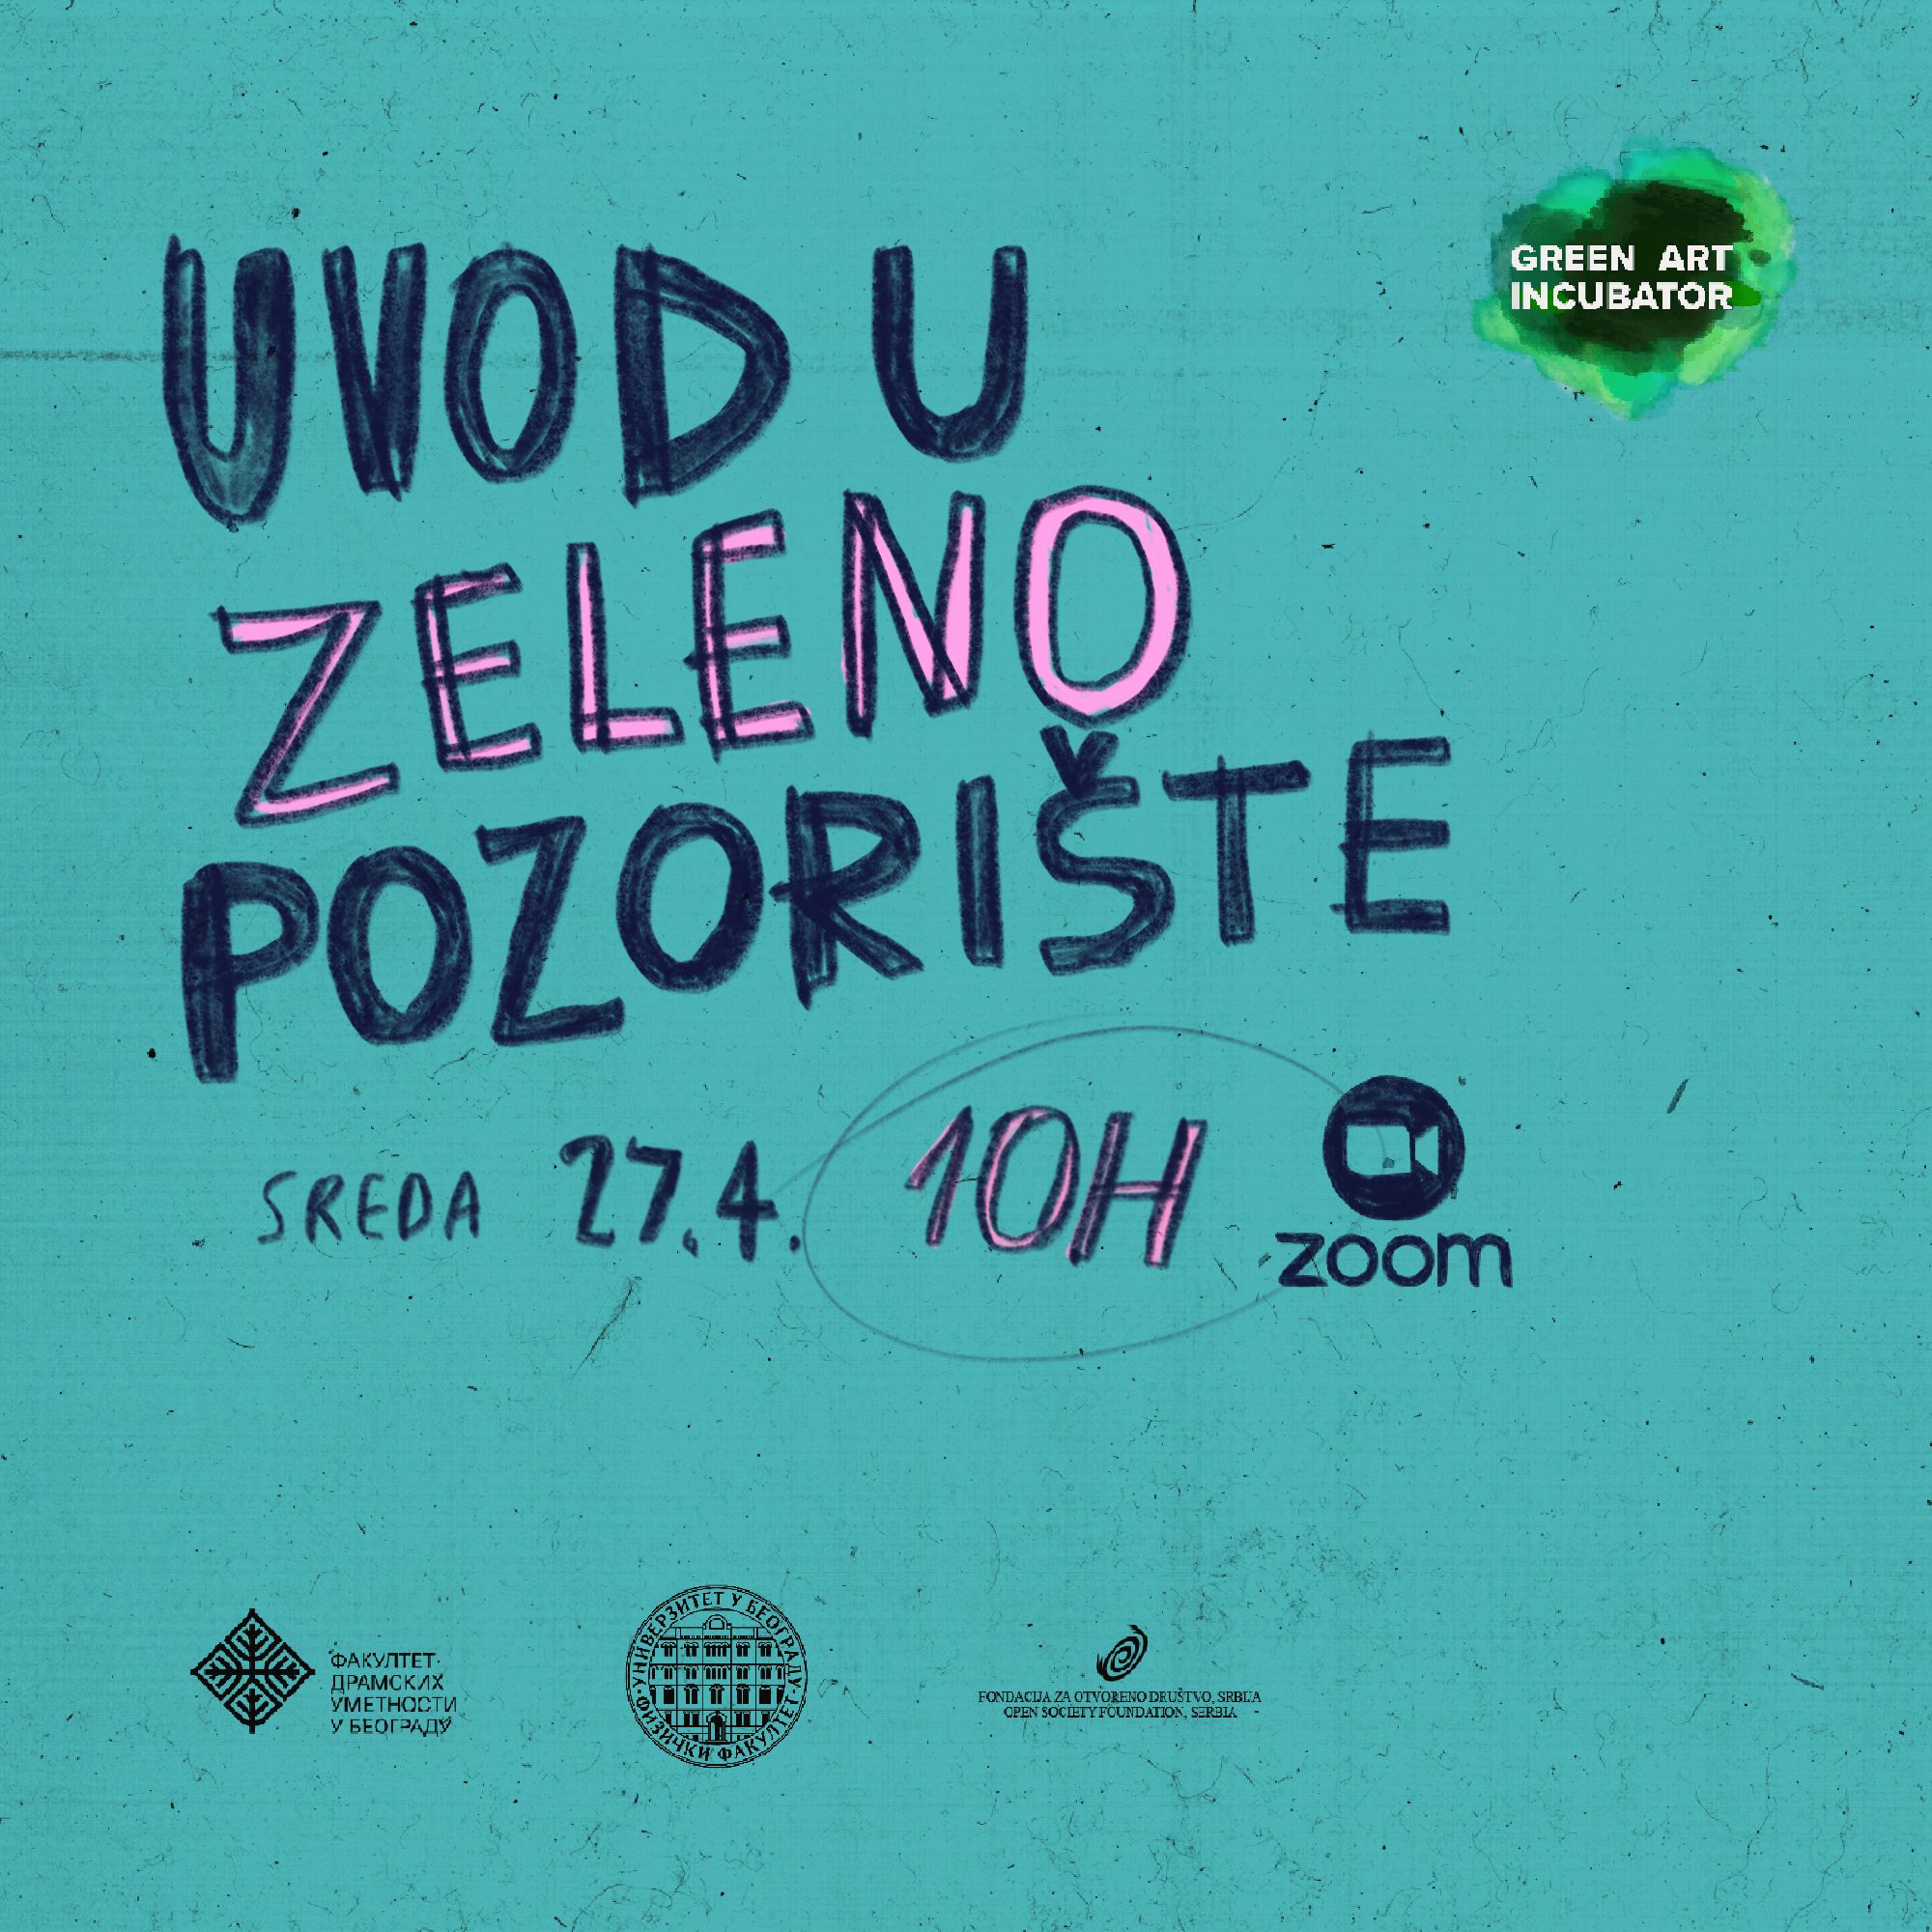 GREEN ART
INCUBATOR
UVOD U
ZELENO
POZORIŠTE
SREDA 27.4. 10H
zoom
ФАКУЛТЕТ
ДРАМСКИХ
УМЕТНОСТИ
У БЕОГРАДУ
УНИВЕРЗИТЕТ У БЕОГРАДУ · ФИЗИЧКИ ФАКУЛТЕТ ·
FONDACIJA ZA OTVORENO DRUŠTVO, SRBIJA
OPEN SOCIETY FOUNDATION, SERBIA